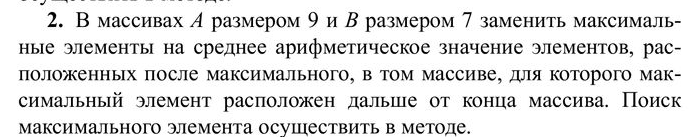 2. В массивах A размером 9 и B размером 7 заменить максималь-
ные элементы на среднее арифметическое значение элементов, рас-
положенных после максимального, в том массиве, для которого мак-
симальный элемент расположен дальше от конца массива. Поиск
максимального элемента осуществить в методе.